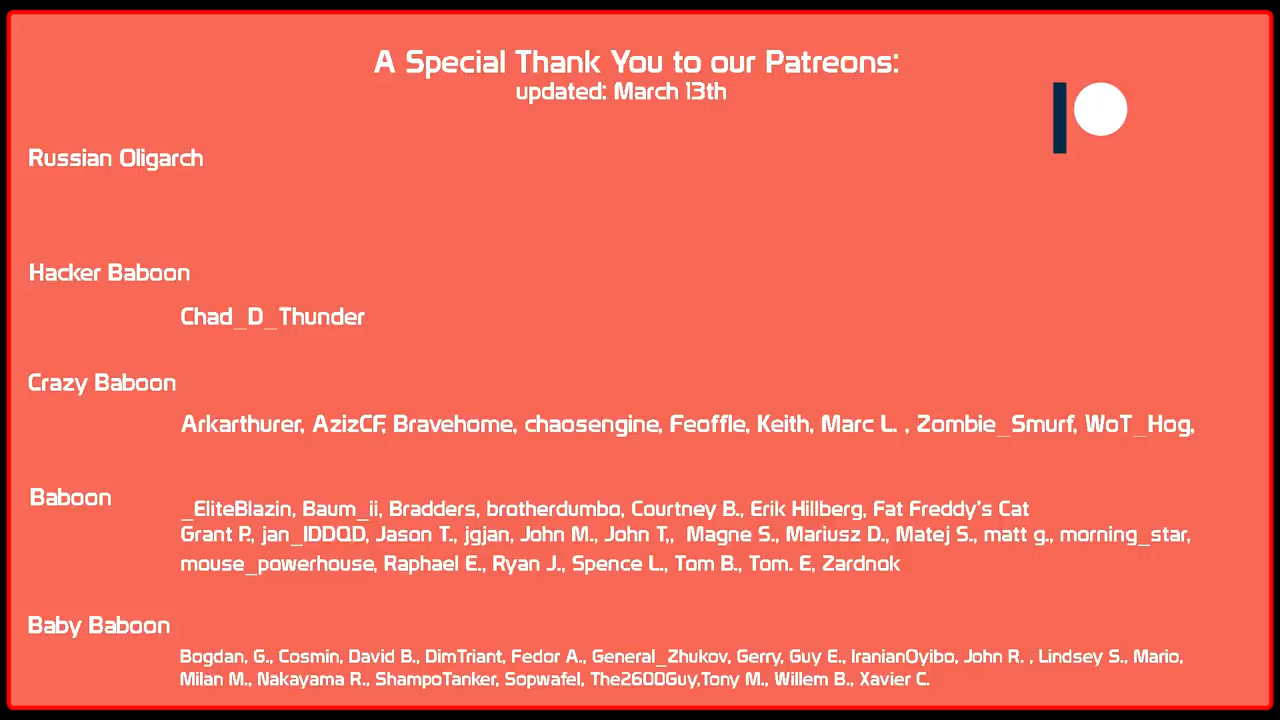 A Special Thank You to our Patreons:
updated: March 13th
Russian Oligarch
Hacker Baboon
Chad_D_Thunder
Crazy Baboon
Arkarthurer, AzizCF, Bravehome, chaosengine, Feoffle, Keith, Marc L. , Zombie_Smurf, WoT_Hog,
Baboon
_EliteBlazin, Baum_ii, Bradders, brotherdumbo, Courtney B., Erik Hillberg, Fat Freddy's Cat
Grant P., jan_IDDQD, Jason T., jgjan, John M., John T,, Magne S., Mariusz D., Matej S., matt g., morning_star,
mouse_powerhouse, Raphael E., Ryan J., Spence L., Tom B., Tom. E, Zardnok
Baby Baboon
Bogdan, G., Cosmin, David B., DimTriant, Fedor A., General_Zhukov, Gerry, Guy E., IranianOyibo, John R. , Lindsey S., Mario,
Milan M., Nakayama R., ShampoTanker, Sopwafel, The2600Guy,Tony M., Willem B., Xavier C.